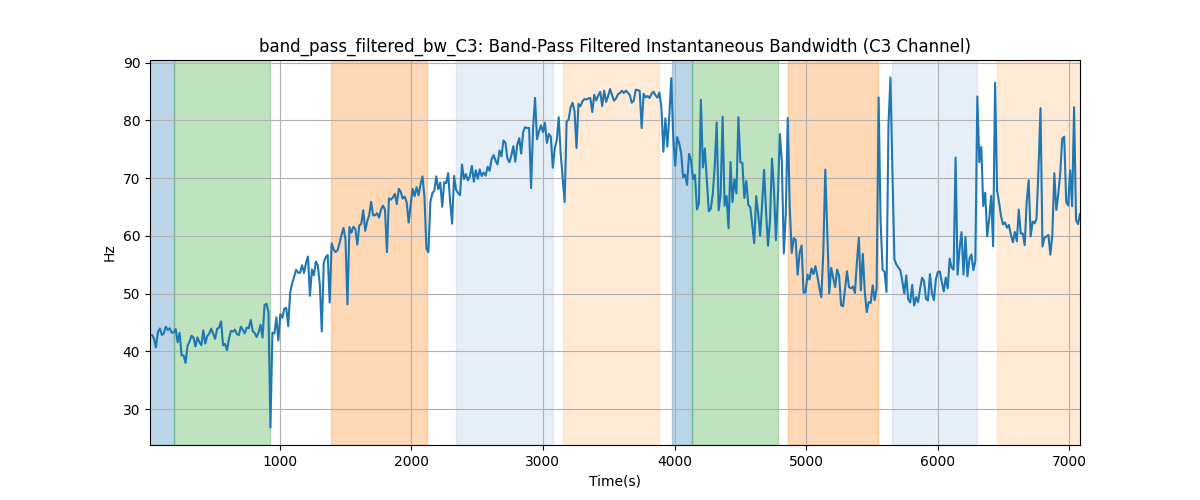 band_pass_filtered_bw_C3: Band-Pass Filtered Instantaneous Bandwidth (C3 Channel)
90
80
70
60
50
40
30
Hz
1000 2000 3000 4000 5000 6000 7000
Time(s)